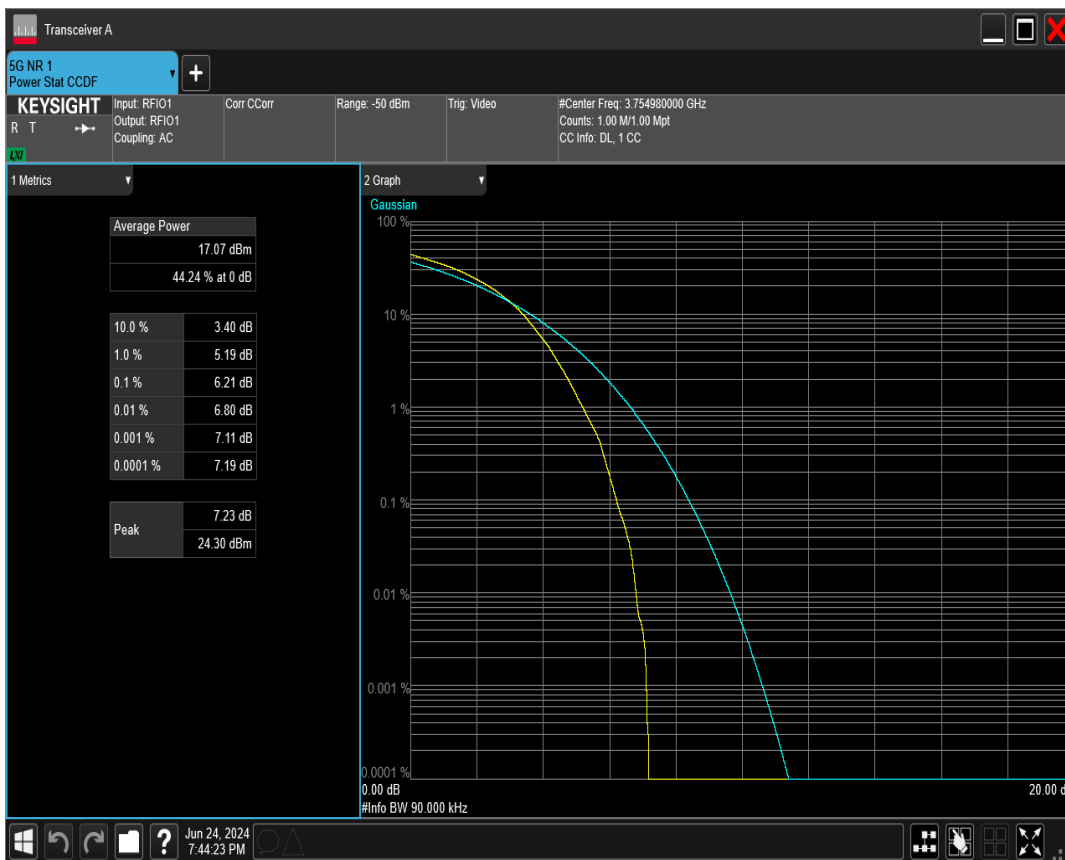 Transceiver A
5G NR 1
Power Stat CCDF
+
KEYSIGHT
R T
LXI
Input: RFIO1
Output: RFIO1
Coupling: AC
Corr CCorr
Range: -50 dBm
Trig: Video
#Center Freq: 3.754980000 GHz
Counts: 1.00 M/1.00 Mpt
CC Info: DL, 1 CC
1 Metrics
Average Power
17.07 dBm
44.24 % at 0 dB
10.0 % 3.40 dB
1.0 % 5.19 dB
0.1 % 6.21 dB
0.01 % 6.80 dB
0.001 % 7.11 dB
0.0001 % 7.19 dB
Peak
7.23 dB
24.30 dBm
2 Graph
Gaussian
100 %
10 %
1 %
0.1 %
0.01 %
0.001 %
0.0001 %
0.00 dB
20.00 d
#Info BW 90.000 kHz
?
Jun 24, 2024
7:44:23 PM